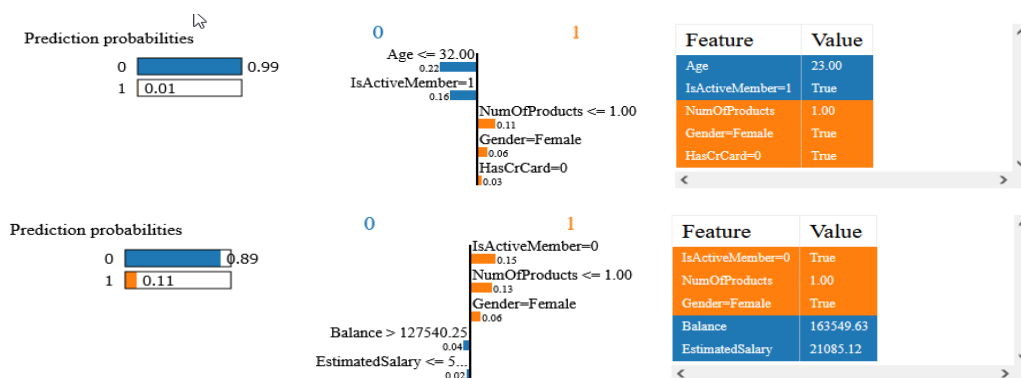 Prediction probabilities
0 0.99
1 0.01
0 1
Age <= 32.00
0.22
IsActiveMember=1
0.16
NumOfProducts <= 1.00
0.11
Gender=Female
0.06
HasCrCard=0
0.03
Feature Value
Age 23.00
IsActiveMember=1 True
NumOfProducts 1.00
Gender=Female True
HasCrCard=0 True
Prediction probabilities
0 0.89
1 0.11
0 1
IsActiveMember=0
0.15
NumOfProducts <= 1.00
0.13
Gender=Female
0.06
Balance > 127540.25
0.04
EstimatedSalary <= 5...
0.02
Feature Value
IsActiveMember=0 True
NumOfProducts 1.00
Gender=Female True
Balance 163549.63
EstimatedSalary 21085.12